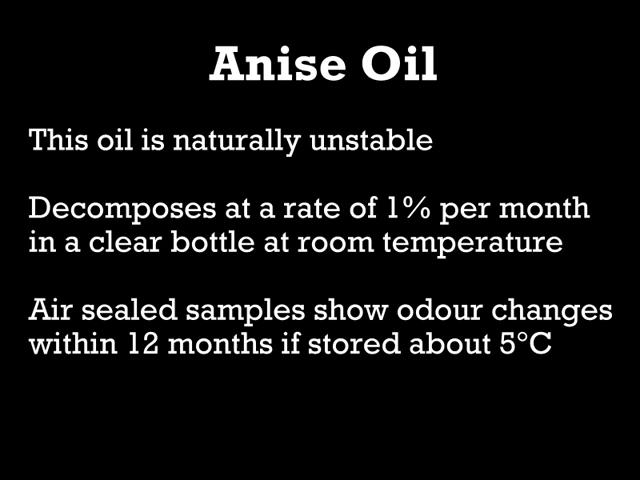 Anise Oil
This oil is naturally unstable
Decomposes at a rate of 1% per month
in a clear bottle at room temperature
Air sealed samples show odour changes
within 12 months if stored about 5°C